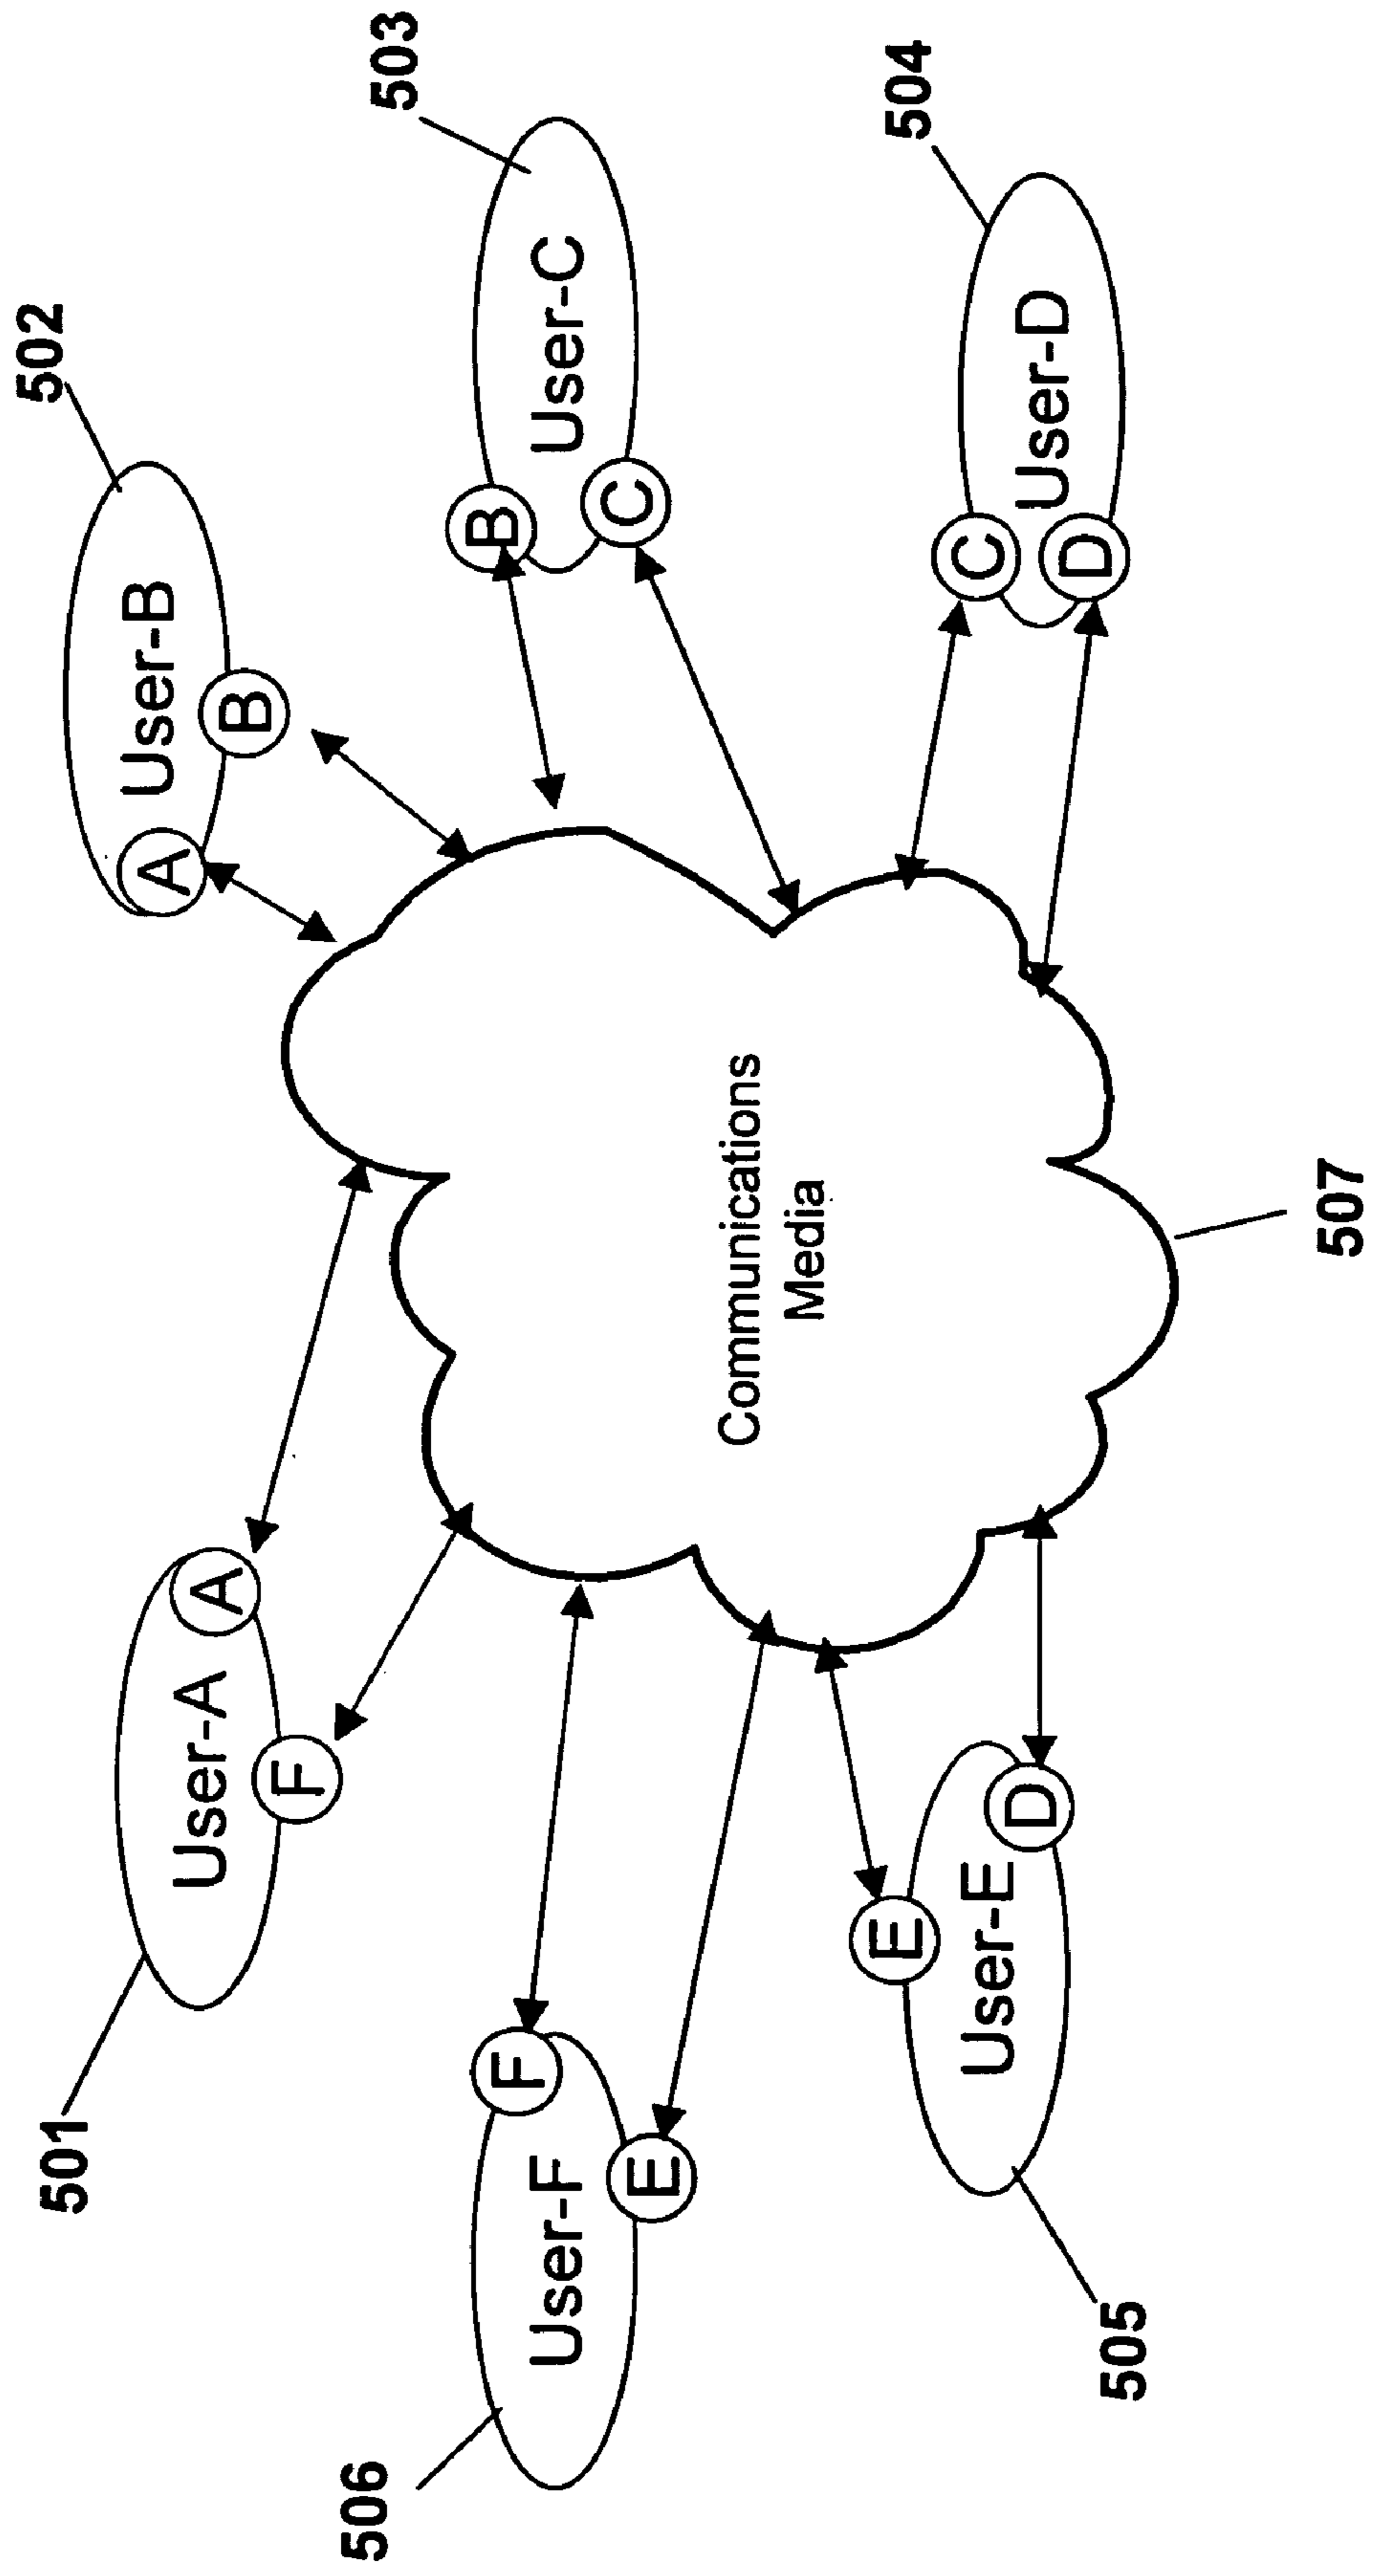 501
User-A
A
F
502
User-B
A
B
503
User-C
B
C
504
User-D
C
D
505
User-E
E
D
506
User-F
F
E
Communications
Media
507